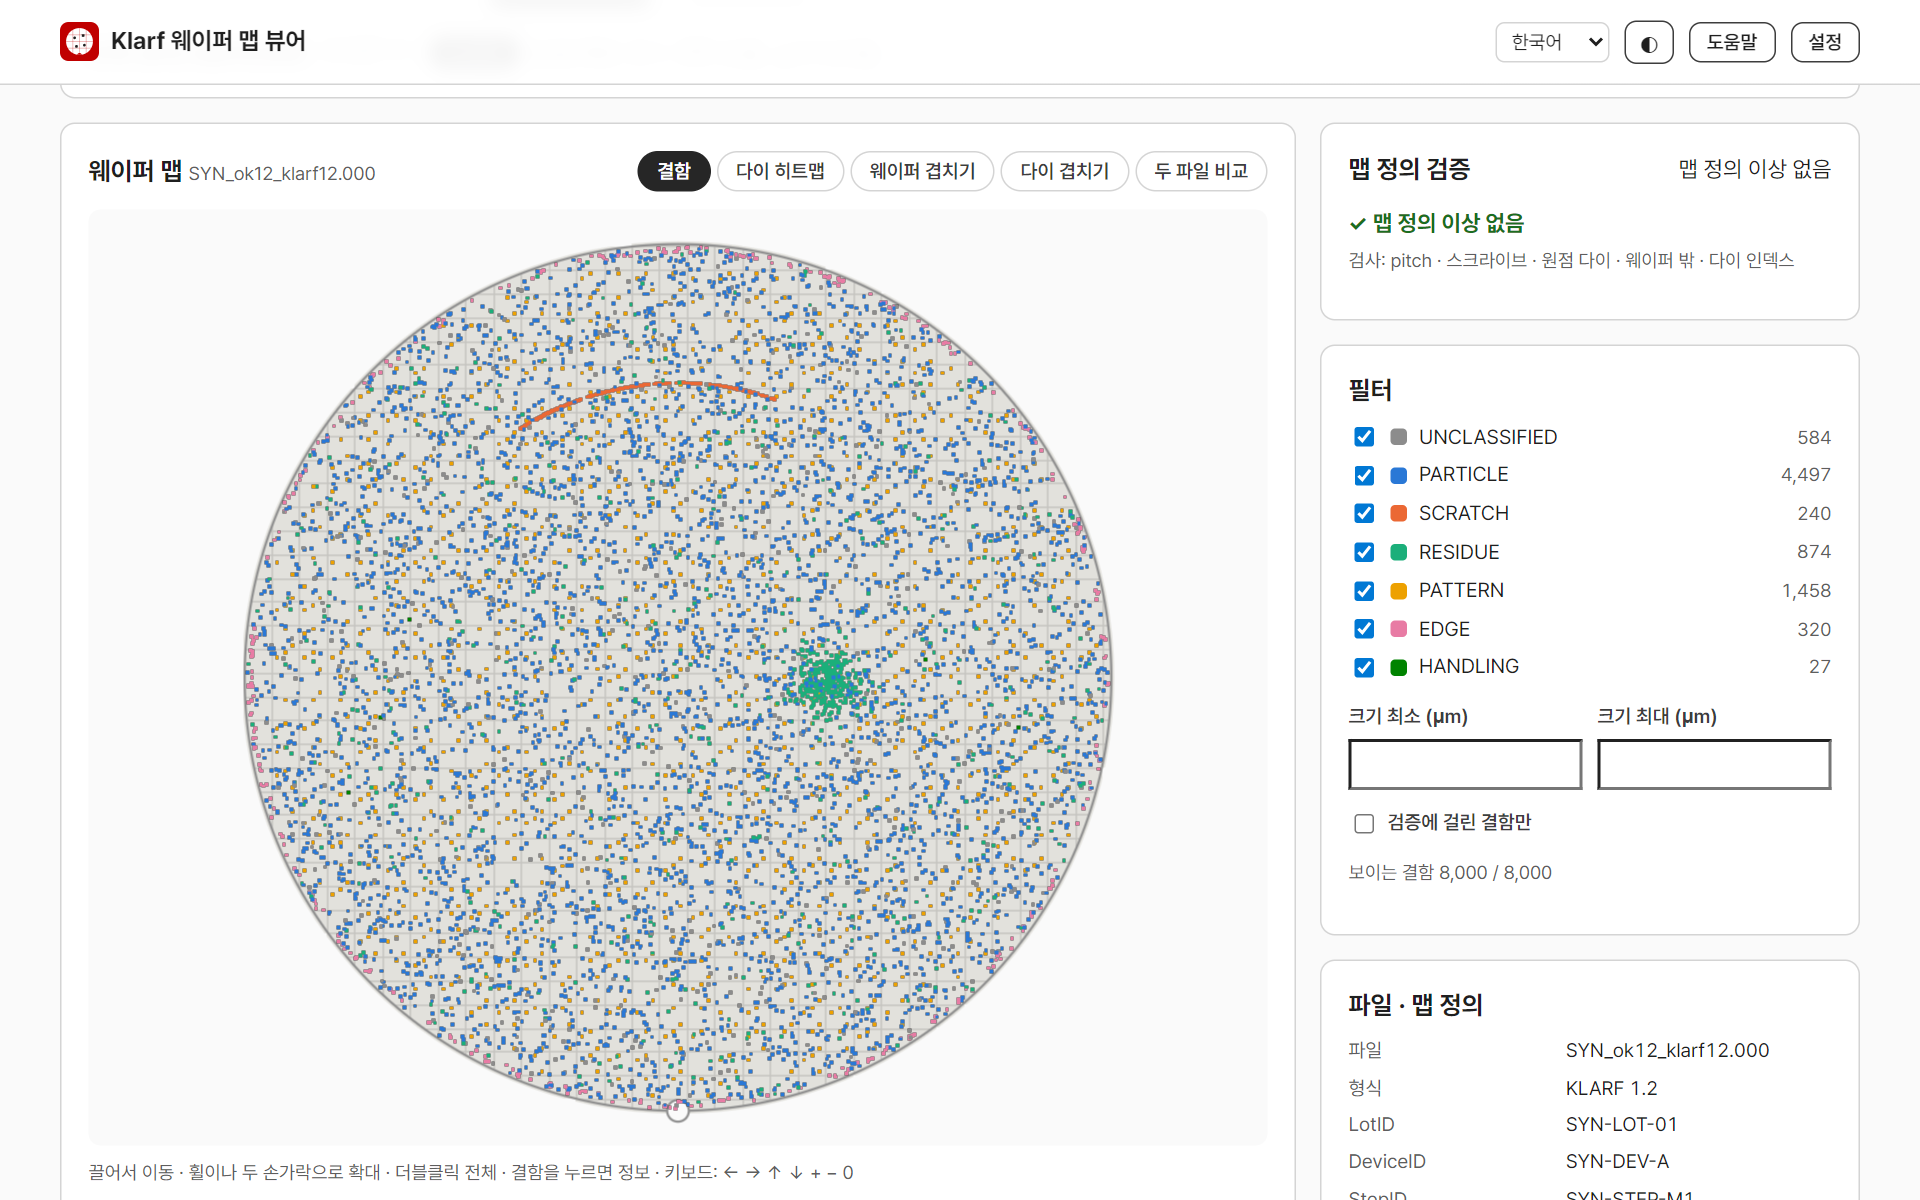 Klarf 웨이퍼 맵 뷰어
한국어
도움말
설정
웨이퍼 맵 SYN_ok12_klarf12.000
결함
다이 히트맵
웨이퍼 겹치기
다이 겹치기
두 파일 비교
끌어서 이동 · 휠이나 두 손가락으로 확대 · 더블클릭 전체 · 결함을 누르면 정보 · 키보드: ← → ↑ ↓ + − 0
맵 정의 검증
맵 정의 이상 없음
✓ 맵 정의 이상 없음
검사: pitch · 스크라이브 · 원점 다이 · 웨이퍼 밖 · 다이 인덱스
필터
UNCLASSIFIED 584
PARTICLE 4,497
SCRATCH 240
RESIDUE 874
PATTERN 1,458
EDGE 320
HANDLING 27
크기 최소 (µm)
크기 최대 (µm)
검증에 걸린 결함만
보이는 결함 8,000 / 8,000
파일 · 맵 정의
파일 SYN_ok12_klarf12.000
형식 KLARF 1.2
LotID SYN-LOT-01
DeviceID SYN-DEV-A
StepID SYN-STEP-M1